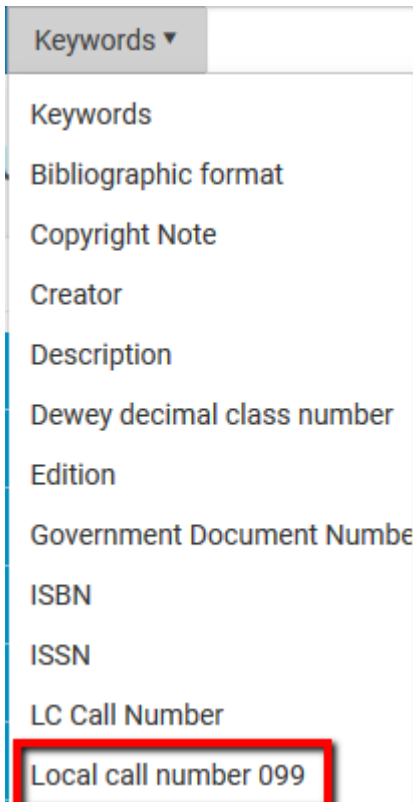 Keywords ▼
Keywords
Bibliographic format
Copyright Note
Creator
Description
Dewey decimal class number
Edition
Government Document Numbe
ISBN
ISSN
LC Call Number
Local call number 099